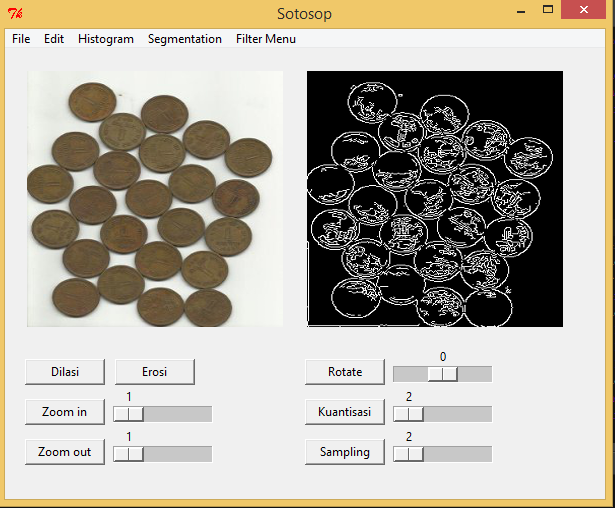 Sotosop
File Edit Histogram Segmentation Filter Menu
Dilasi Erosi
0
Rotate
1
Zoom in
2
Kuantisasi
1
Zoom out
2
Sampling